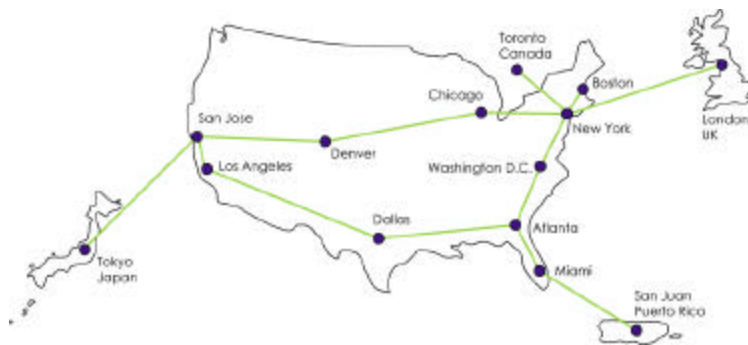 Toronto
Canada
Boston
Chicago
London
UK
San Jose
New York
Denver
Los Angeles
Washington D.C.
Dallas
Atlanta
Tokyo
Japan
Miami
San Juan
Puerto Rico